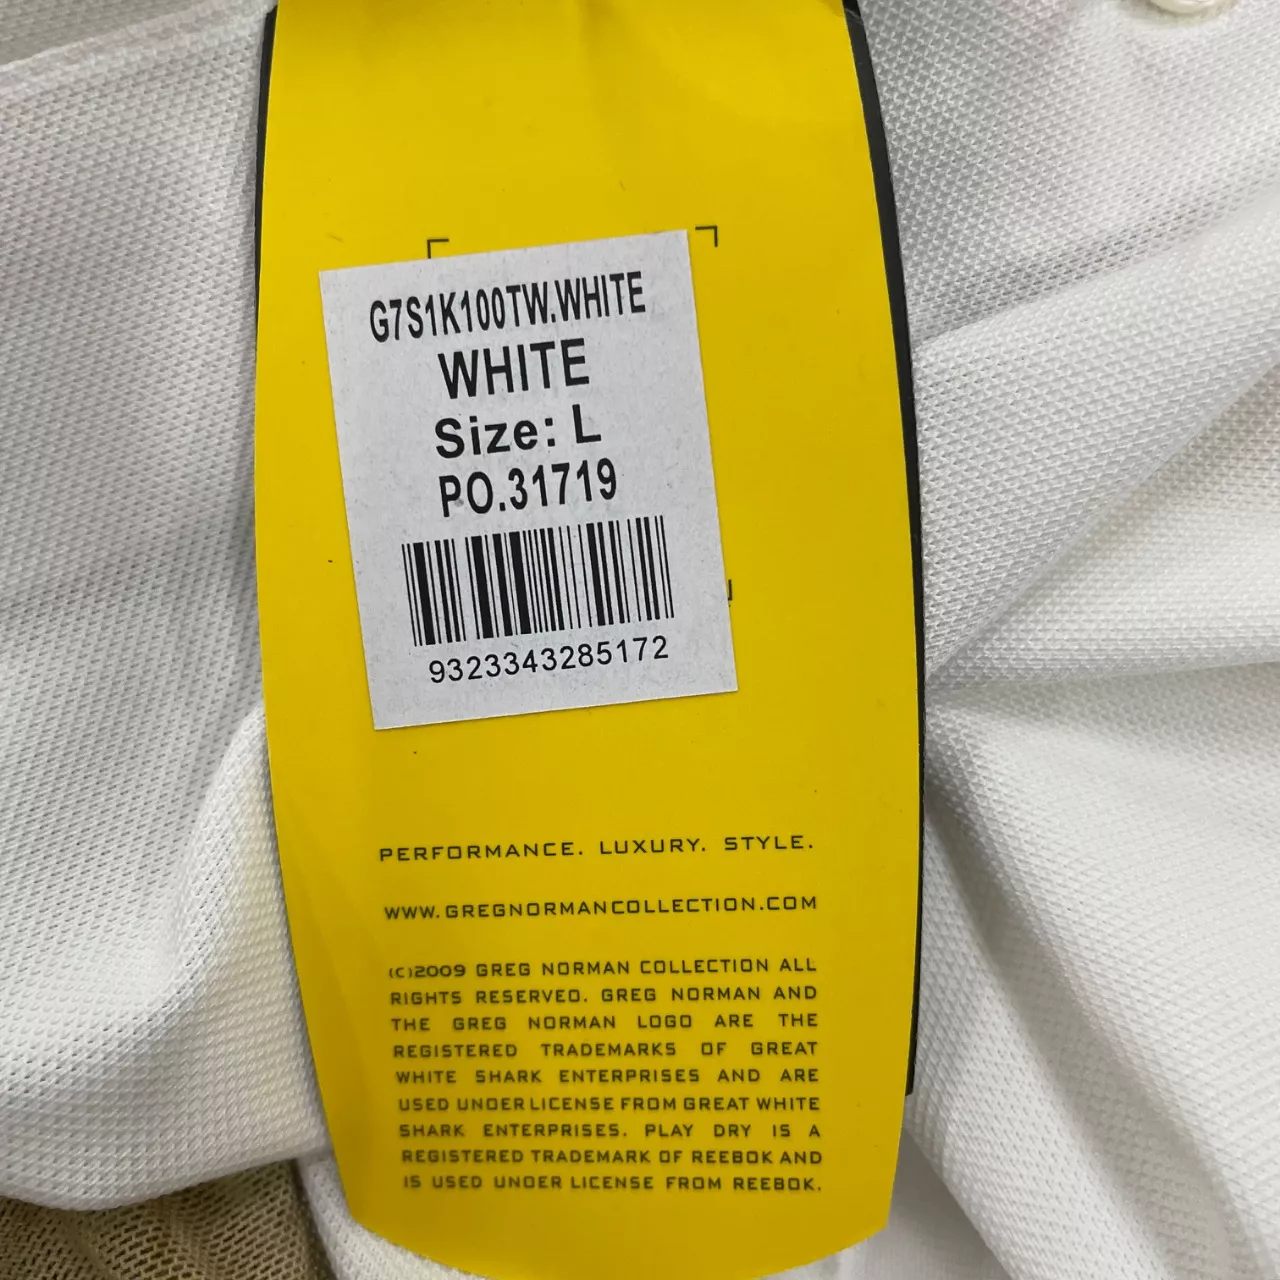 G7S1K100TW.WHITE
WHITE
Size: L
PO.31719
9323343285172
PERFORMANCE. LUXURY. STYLE.
WWW.GREGNORMANCOLLECTION.COM
(C)2009 GREG NORMAN COLLECTION ALL
RIGHTS RESERVED. GREG NORMAN AND
THE GREG NORMAN LOGO ARE THE
REGISTERED TRADEMARKS OF GREAT
WHITE SHARK ENTERPRISES AND ARE
USED UNDER LICENSE FROM GREAT WHITE
SHARK ENTERPRISES. PLAY DRY IS A
REGISTERED TRADEMARK OF REEBOK AND
IS USED UNDER LICENSE FROM REEBOK.